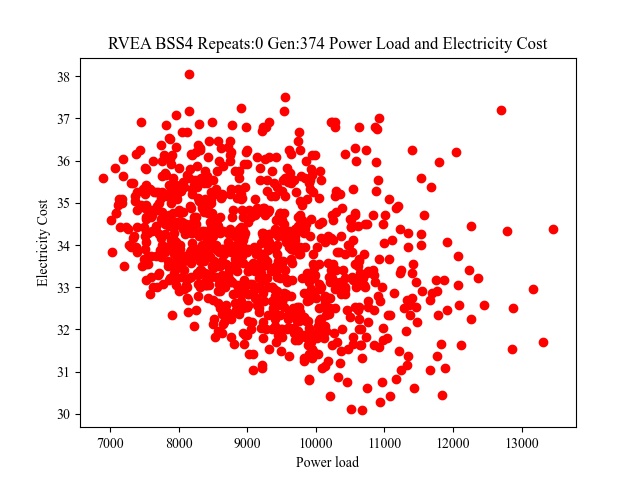 RVEA BSS4 Repeats:0 Gen:374 Power Load and Electricity Cost
38
37
36
35
34
33
32
31
30
Electricity Cost
7000 8000 9000 10000 11000 12000 13000
Power load